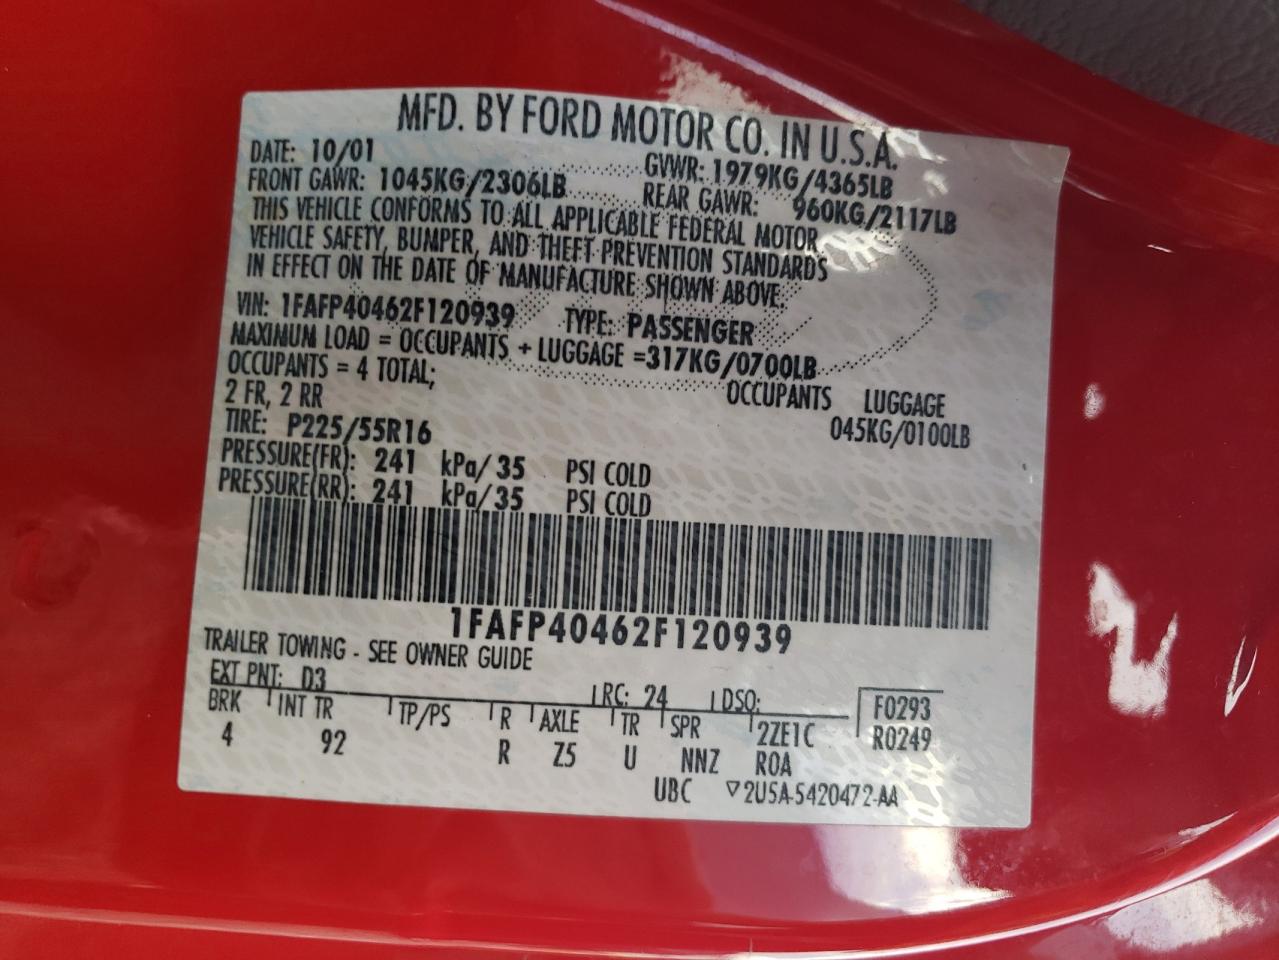 MFD. BY FORD MOTOR CO. IN U.S.A.
DATE: 10/01 GVWR: 1979KG/4365LB
FRONT GAWR: 1045KG/2306LB REAR GAWR: 960KG/2117LB
THIS VEHICLE CONFORMS TO ALL APPLICABLE FEDERAL MOTOR
VEHICLE SAFETY, BUMPER, AND THEFT PREVENTION STANDARDS
IN EFFECT ON THE DATE OF MANUFACTURE SHOWN ABOVE.
VIN: 1FAFP40462F120939 TYPE: PASSENGER
MAXIMUM LOAD = OCCUPANTS + LUGGAGE =317KG/0700LB
OCCUPANTS = 4 TOTAL; OCCUPANTS LUGGAGE
2 FR, 2 RR 045KG/0100LB
TIRE: P225/55R16
PRESSURE(FR): 241 kPa/35 PSI COLD
PRESSURE(RR): 241 kPa/35 PSI COLD
1FAFP40462F120939
TRAILER TOWING - SEE OWNER GUIDE
EXT PNT: D3 RC: 24 DSO: F0293
BRK INT TR TP/PS R AXLE TR SPR 2ZE1C R0249
4 92 R Z5 U NNZ ROA
UBC ▽2U5A-5420472-AA